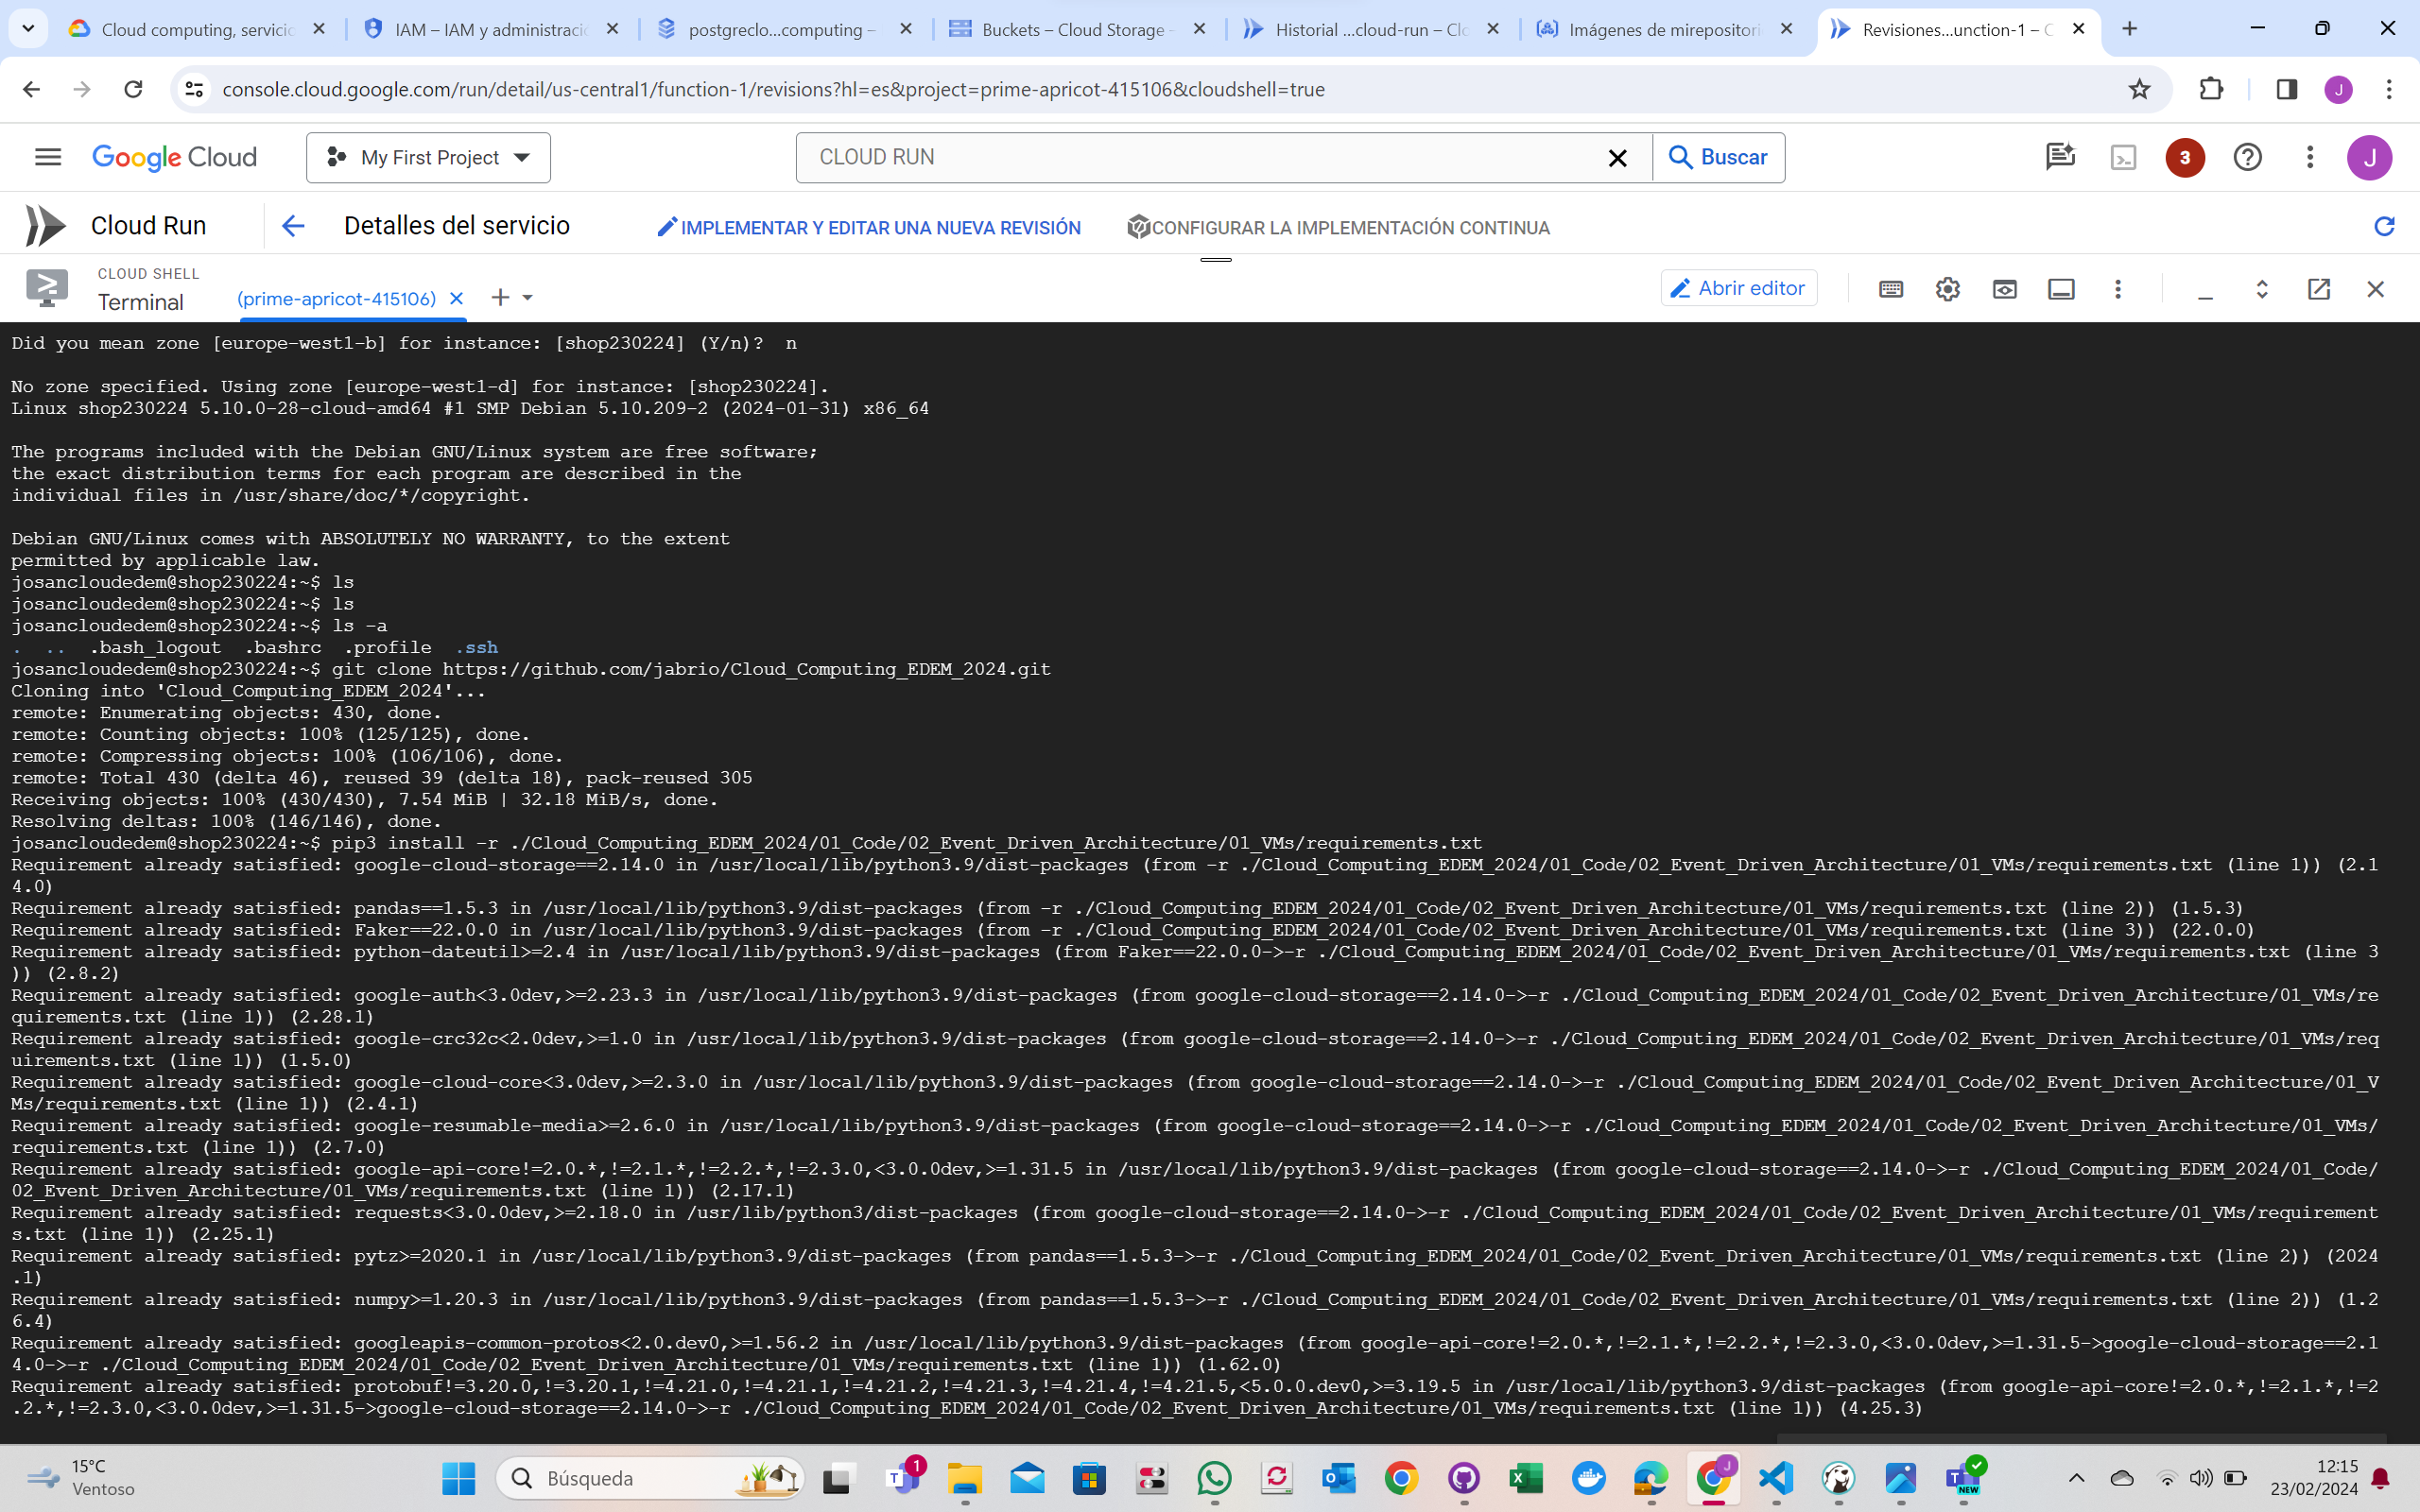 Cloud computing, servicio
IAM – IAM y administració
postgreclo...computing –
Buckets – Cloud Storage –
Historial ...cloud-run – Clo
Imágenes de mirepositori
Revisiones...unction-1 – C
console.cloud.google.com/run/detail/us-central1/function-1/revisions?hl=es&project=prime-apricot-415106&cloudshell=true
J
Google Cloud
My First Project
CLOUD RUN
Buscar
3
J
Cloud Run
Detalles del servicio
IMPLEMENTAR Y EDITAR UNA NUEVA REVISIÓN
CONFIGURAR LA IMPLEMENTACIÓN CONTINUA
CLOUD SHELL
Terminal
(prime-apricot-415106)
Abrir editor
Did you mean zone [europe-west1-b] for instance: [shop230224] (Y/n)?  n
No zone specified. Using zone [europe-west1-d] for instance: [shop230224].
Linux shop230224 5.10.0-28-cloud-amd64 #1 SMP Debian 5.10.209-2 (2024-01-31) x86_64
The programs included with the Debian GNU/Linux system are free software;
the exact distribution terms for each program are described in the
individual files in /usr/share/doc/*/copyright.
Debian GNU/Linux comes with ABSOLUTELY NO WARRANTY, to the extent
permitted by applicable law.
josancloudedem@shop230224:~$ ls
josancloudedem@shop230224:~$ ls
josancloudedem@shop230224:~$ ls -a
.  ..  .bash_logout  .bashrc  .profile  .ssh
josancloudedem@shop230224:~$ git clone https://github.com/jabrio/Cloud_Computing_EDEM_2024.git
Cloning into 'Cloud_Computing_EDEM_2024'...
remote: Enumerating objects: 430, done.
remote: Counting objects: 100% (125/125), done.
remote: Compressing objects: 100% (106/106), done.
remote: Total 430 (delta 46), reused 39 (delta 18), pack-reused 305
Receiving objects: 100% (430/430), 7.54 MiB | 32.18 MiB/s, done.
Resolving deltas: 100% (146/146), done.
josancloudedem@shop230224:~$ pip3 install -r ./Cloud_Computing_EDEM_2024/01_Code/02_Event_Driven_Architecture/01_VMs/requirements.txt
Requirement already satisfied: google-cloud-storage==2.14.0 in /usr/local/lib/python3.9/dist-packages (from -r ./Cloud_Computing_EDEM_2024/01_Code/02_Event_Driven_Architecture/01_VMs/requirements.txt (line 1)) (2.1
4.0)
Requirement already satisfied: pandas==1.5.3 in /usr/local/lib/python3.9/dist-packages (from -r ./Cloud_Computing_EDEM_2024/01_Code/02_Event_Driven_Architecture/01_VMs/requirements.txt (line 2)) (1.5.3)
Requirement already satisfied: Faker==22.0.0 in /usr/local/lib/python3.9/dist-packages (from -r ./Cloud_Computing_EDEM_2024/01_Code/02_Event_Driven_Architecture/01_VMs/requirements.txt (line 3)) (22.0.0)
Requirement already satisfied: python-dateutil>=2.4 in /usr/local/lib/python3.9/dist-packages (from Faker==22.0.0->-r ./Cloud_Computing_EDEM_2024/01_Code/02_Event_Driven_Architecture/01_VMs/requirements.txt (line 3
)) (2.8.2)
Requirement already satisfied: google-auth<3.0dev,>=2.23.3 in /usr/local/lib/python3.9/dist-packages (from google-cloud-storage==2.14.0->-r ./Cloud_Computing_EDEM_2024/01_Code/02_Event_Driven_Architecture/01_VMs/re
quirements.txt (line 1)) (2.28.1)
Requirement already satisfied: google-crc32c<2.0dev,>=1.0 in /usr/local/lib/python3.9/dist-packages (from google-cloud-storage==2.14.0->-r ./Cloud_Computing_EDEM_2024/01_Code/02_Event_Driven_Architecture/01_VMs/req
uirements.txt (line 1)) (1.5.0)
Requirement already satisfied: google-cloud-core<3.0dev,>=2.3.0 in /usr/local/lib/python3.9/dist-packages (from google-cloud-storage==2.14.0->-r ./Cloud_Computing_EDEM_2024/01_Code/02_Event_Driven_Architecture/01_V
Ms/requirements.txt (line 1)) (2.4.1)
Requirement already satisfied: google-resumable-media>=2.6.0 in /usr/local/lib/python3.9/dist-packages (from google-cloud-storage==2.14.0->-r ./Cloud_Computing_EDEM_2024/01_Code/02_Event_Driven_Architecture/01_VMs/
requirements.txt (line 1)) (2.7.0)
Requirement already satisfied: google-api-core!=2.0.*,!=2.1.*,!=2.2.*,!=2.3.0,<3.0.0dev,>=1.31.5 in /usr/local/lib/python3.9/dist-packages (from google-cloud-storage==2.14.0->-r ./Cloud_Computing_EDEM_2024/01_Code/
02_Event_Driven_Architecture/01_VMs/requirements.txt (line 1)) (2.17.1)
Requirement already satisfied: requests<3.0.0dev,>=2.18.0 in /usr/lib/python3/dist-packages (from google-cloud-storage==2.14.0->-r ./Cloud_Computing_EDEM_2024/01_Code/02_Event_Driven_Architecture/01_VMs/requirement
s.txt (line 1)) (2.25.1)
Requirement already satisfied: pytz>=2020.1 in /usr/local/lib/python3.9/dist-packages (from pandas==1.5.3->-r ./Cloud_Computing_EDEM_2024/01_Code/02_Event_Driven_Architecture/01_VMs/requirements.txt (line 2)) (2024
.1)
Requirement already satisfied: numpy>=1.20.3 in /usr/local/lib/python3.9/dist-packages (from pandas==1.5.3->-r ./Cloud_Computing_EDEM_2024/01_Code/02_Event_Driven_Architecture/01_VMs/requirements.txt (line 2)) (1.2
6.4)
Requirement already satisfied: googleapis-common-protos<2.0.dev0,>=1.56.2 in /usr/local/lib/python3.9/dist-packages (from google-api-core!=2.0.*,!=2.1.*,!=2.2.*,!=2.3.0,<3.0.0dev,>=1.31.5->google-cloud-storage==2.1
4.0->-r ./Cloud_Computing_EDEM_2024/01_Code/02_Event_Driven_Architecture/01_VMs/requirements.txt (line 1)) (1.62.0)
Requirement already satisfied: protobuf!=3.20.0,!=3.20.1,!=4.21.0,!=4.21.1,!=4.21.2,!=4.21.3,!=4.21.4,!=4.21.5,<5.0.0.dev0,>=3.19.5 in /usr/local/lib/python3.9/dist-packages (from google-api-core!=2.0.*,!=2.1.*,!=2
.2.*,!=2.3.0,<3.0.0dev,>=1.31.5->google-cloud-storage==2.14.0->-r ./Cloud_Computing_EDEM_2024/01_Code/02_Event_Driven_Architecture/01_VMs/requirements.txt (line 1)) (4.25.3)
15°C
Ventoso
Búsqueda
1
J
NEW
12:15
23/02/2024